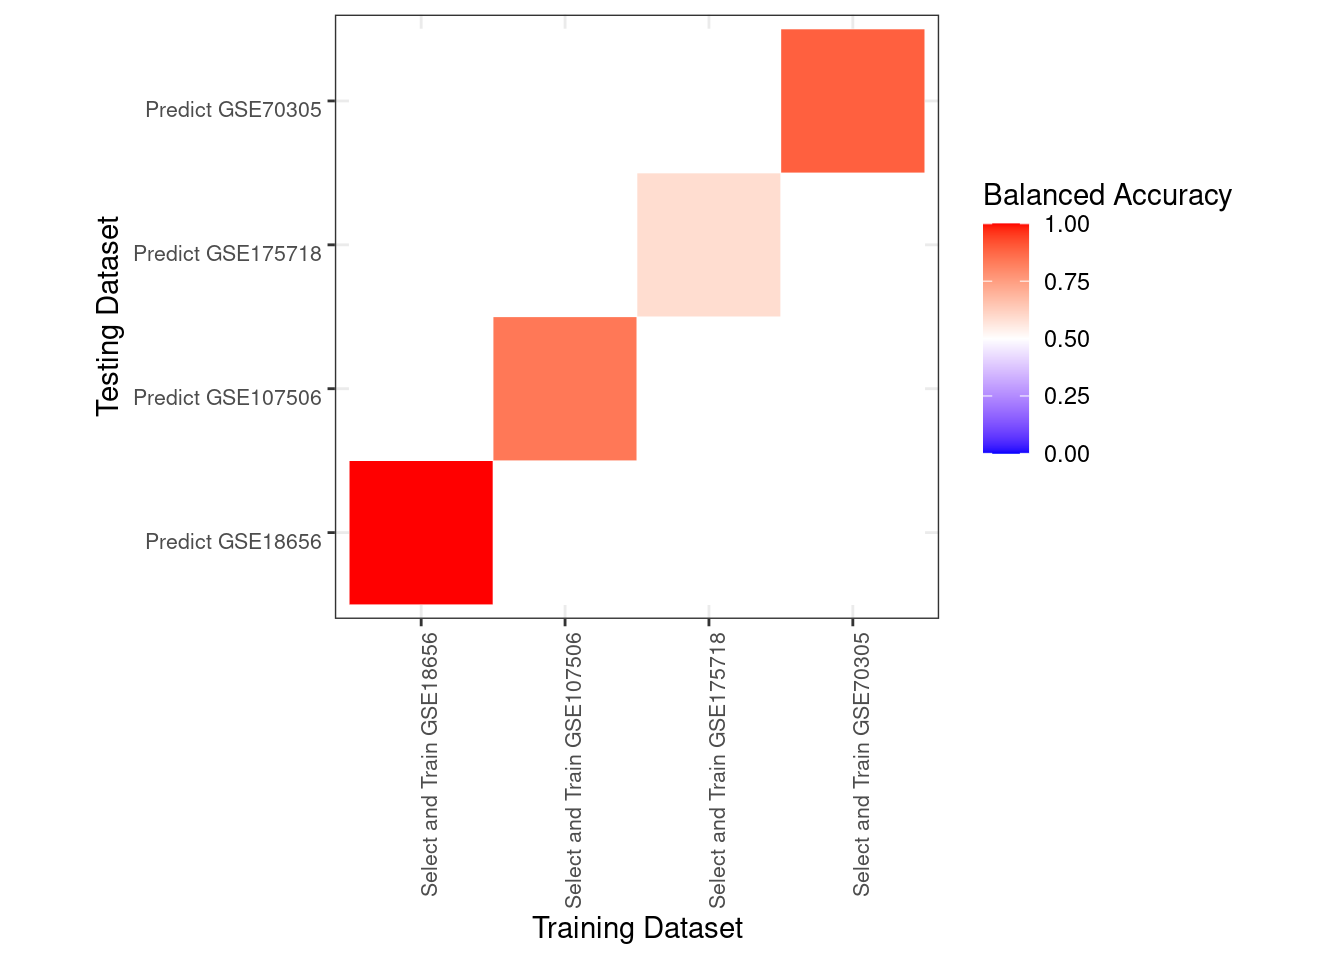 Testing Dataset
Predict GSE70305
Predict GSE175718
Predict GSE107506
Predict GSE18656
Select and Train GSE18656
Select and Train GSE107506
Select and Train GSE175718
Select and Train GSE70305
Training Dataset
Balanced Accuracy
1.00
0.75
0.50
0.25
0.00